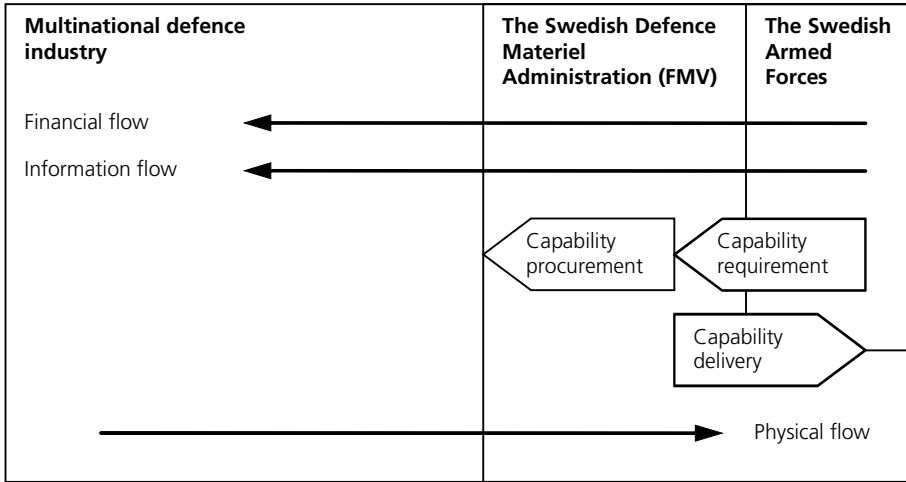 Multinational defence
industry
The Swedish Defence
Materiel
Administration (FMV)
The Swedish
Armed
Forces
Financial flow
Information flow
Capability
procurement
Capability
requirement
Capability
delivery
Physical flow